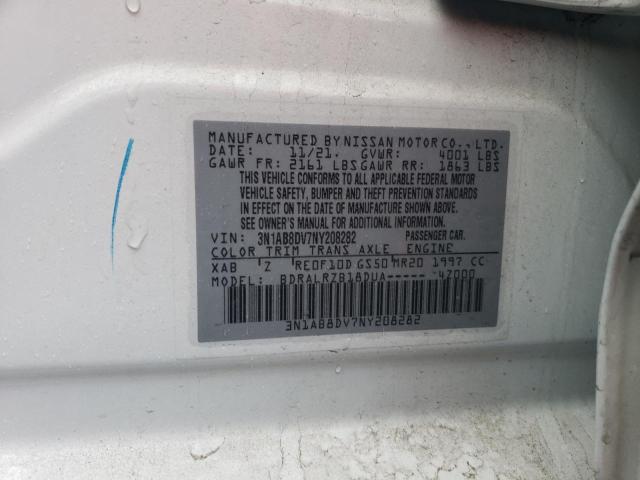 MANUFACTURED BY NISSAN MOTOR CO., LTD.
DATE: 11/21. GVWR: 4001 LBS
GAWR FR: 2161 LBS GAWR RR: 1863 LBS
THIS VEHICLE CONFORMS TO ALL APPLICABLE FEDERAL MOTOR
VEHICLE SAFETY, BUMPER AND THEFT PREVENTION STANDARDS
IN EFFECT ON THE DATE OF MANUFACTURE SHOWN ABOVE.
SEE OWNER'S MANUAL FOR ADDITIONAL INFORMATION
VIN: 3N1AB8DV7NY208282 PASSENGER CAR.
COLOR TRIM TRANS AXLE ENGINE
XAB 'Z RE0F10D GS50 MR20 1997 CC
MODEL: BDRALRZB18DUA----- 47000
3N1AB8DV7NY208282